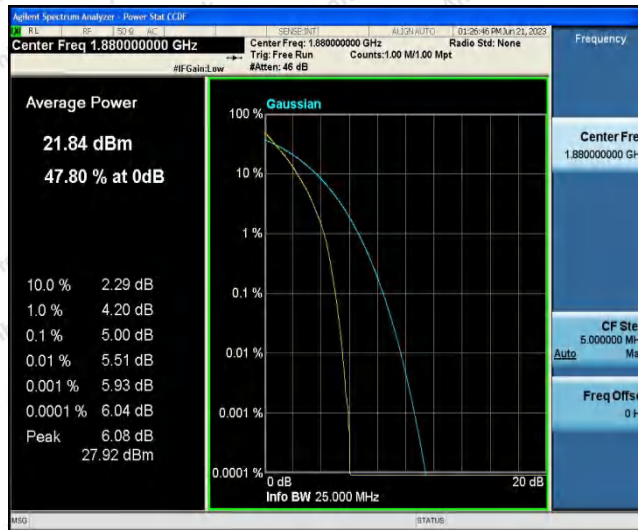 Agilent Spectrum Analyzer - Power Stat CCDF
RL RF 50 Ω AC SENSE:INT ALIGN AUTO 01:26:46 PM Jun 21, 2023
Center Freq 1.880000000 GHz
Center Freq: 1.880000000 GHz Radio Std: None
Trig: Free Run Counts:1.00 M/1.00 Mpt
#IFGain:Low #Atten: 46 dB
Frequency
Average Power
21.84 dBm
47.80 % at 0dB
10.0 % 2.29 dB
1.0 % 4.20 dB
0.1 % 5.00 dB
0.01 % 5.51 dB
0.001 % 5.93 dB
0.0001 % 6.04 dB
Peak 6.08 dB
27.92 dBm
Gaussian
100 %
10 %
1 %
0.1 %
0.01 %
0.001 %
0.0001 %
0 dB 20 dB
Info BW 25.000 MHz
Center Fre
1.880000000 GH
CF Ste
5.000000 MH
Auto Ma
Freq Offse
0 H
MSG STATUS